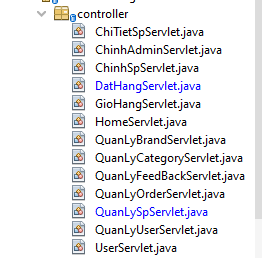 controller
ChiTietSpServlet.java
ChinhAdminServlet.java
ChinhSpServlet.java
DatHangServlet.java
GioHangServlet.java
HomeServlet.java
QuanLyBrandServlet.java
QuanLyCategoryServlet.java
QuanLyFeedBackServlet.java
QuanLyOrderServlet.java
QuanLySpServlet.java
QuanLyUserServlet.java
UserServlet.java